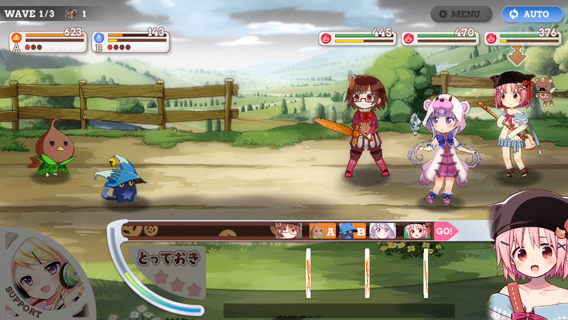 WAVE 1/3 1
MENU
AUTO
623
143
A
B
445
470
376
A
B
GO!
とっておき
SUPPORT